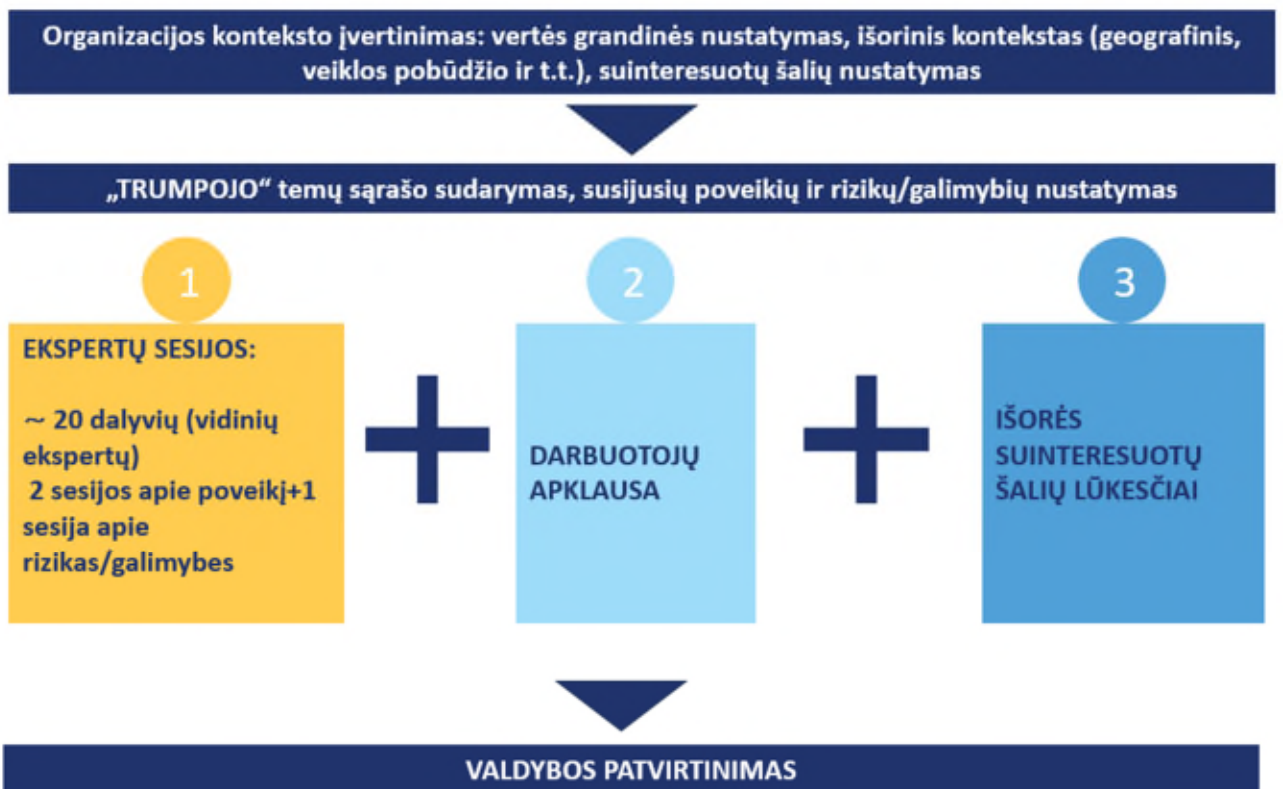 Organizacijos konteksto įvertinimas: vertės grandinės nustatymas, išorinis kontekstas (geografinis,
veiklos pobūdžio ir t.t.), suinteresuotų šalių nustatymas
„TRUMPOJO“ temų sąrašo sudarymas, susijusių poveikių ir rizikų/galimybių nustatymas
1
EKSPERTŲ SESIJOS:
~ 20 dalyvių (vidinių
ekspertų)
2 sesijos apie poveikį+1
sesija apie
rizikas/galimybes
2
DARBUOTOJŲ
APKLAUSA
3
IŠORĖS
SUINTERESUOTŲ
ŠALIŲ LŪKESČIAI
VALDYBOS PATVIRTINIMAS